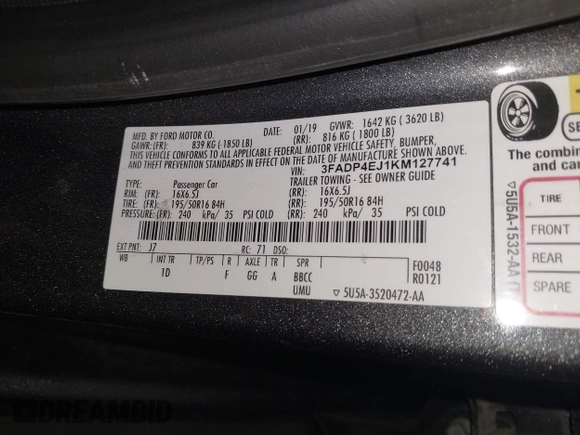 MFD. BY FORD MOTOR CO.
DATE: 01/19 GVWR: 1642 KG ( 3620 LB)
GAWR: (FR): 839 KG ( 1850 LB) (RR): 816 KG ( 1800 LB)
THIS VEHICLE CONFORMS TO ALL APPLICABLE FEDERAL MOTOR VEHICLE SAFETY, BUMPER,
AND THEFT PREVENTION STANDARDS IN EFFECT ON THE DATE OF MANUFACTURE SHOWN ABOVE.
VIN: 3FADP4EJ1KM127741
TYPE: Passenger Car TRAILER TOWING - SEE OWNER GUIDE
RIM: (FR): 16X6.5J (RR): 16X6.5J
TIRE: (FR): 195/50R16 84H (RR): 195/50R16 84H
PRESSURE: (FR): 240 kPa/ 35 PSI COLD (RR): 240 kPa/ 35 PSI COLD
EXT PNT: J7 RC: 71 DSO:
WB INT TR TP/PS R AXLE TR SPR
1D F GG A BBCC
UMU
F0048
R0121
▽5U5A-3520472-AA
▽5U5A-1532-AA
TIRE
FRONT
REAR
SPARE
The combined
and car
DREAMBID